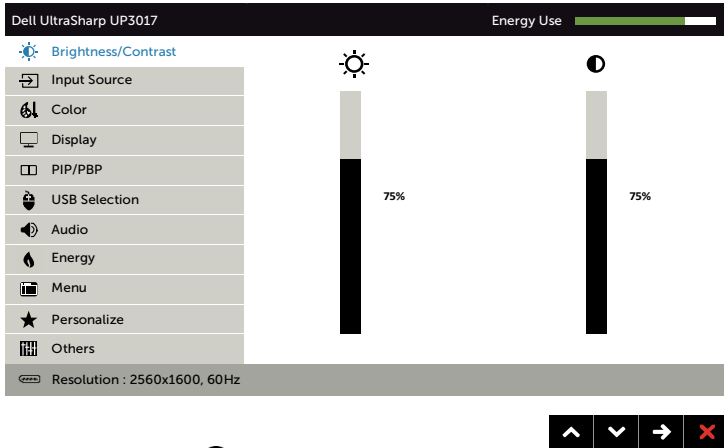 Dell UltraSharp UP3017 Energy Use
Brightness/Contrast
Input Source
Color
Display
PIP/PBP
USB Selection
Audio
Energy
Menu
Personalize
Others
75% 75%
Resolution : 2560x1600, 60Hz